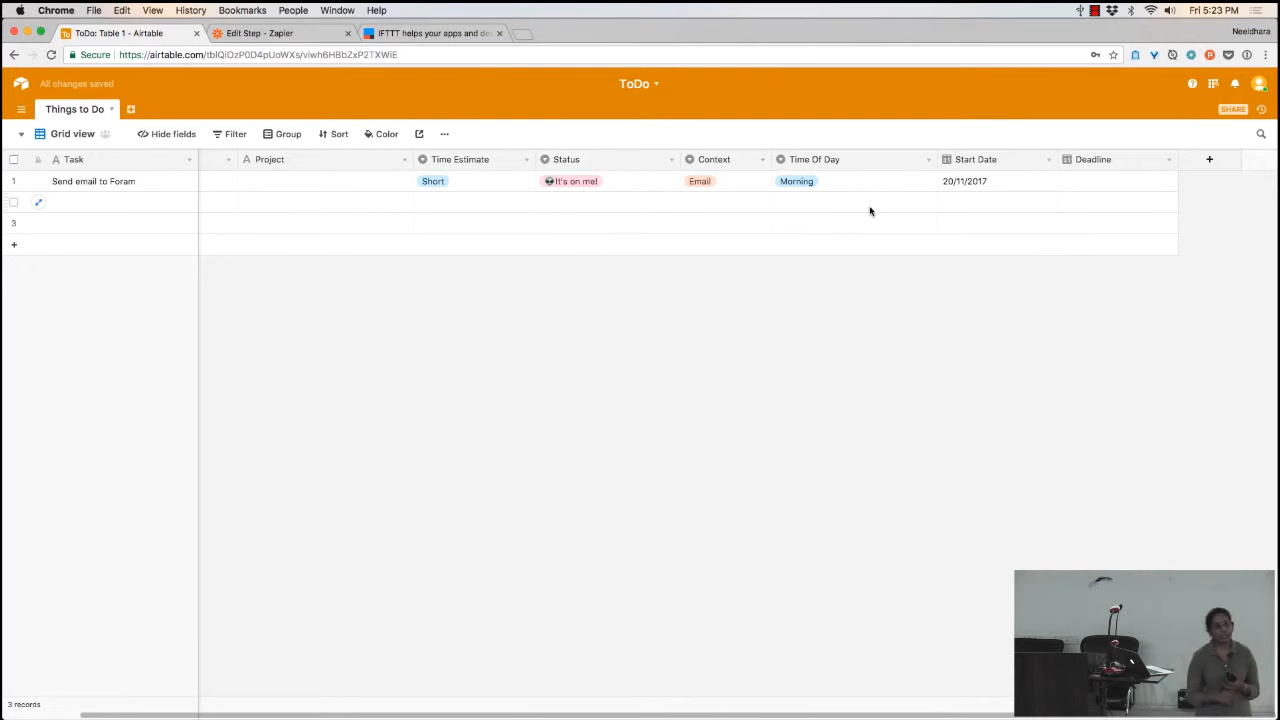 Chrome File Edit View History Bookmarks People Window Help Fri 5:23 PM
ToDo: Table 1 - Airtable Edit Step - Zapier IFTTT helps your apps and de Neeldhara
Secure https://airtable.com/tblQiOzP0D4pUoWXs/viwh6HBbZxP2TXWiE
All changes saved ToDo
Things to Do SHARE
Grid view Hide fields Filter Group Sort Color
Task Project Time Estimate Status Context Time Of Day Start Date Deadline
1 Send email to Foram Short 👽It's on me! Email Morning 20/11/2017
3
+
3 records